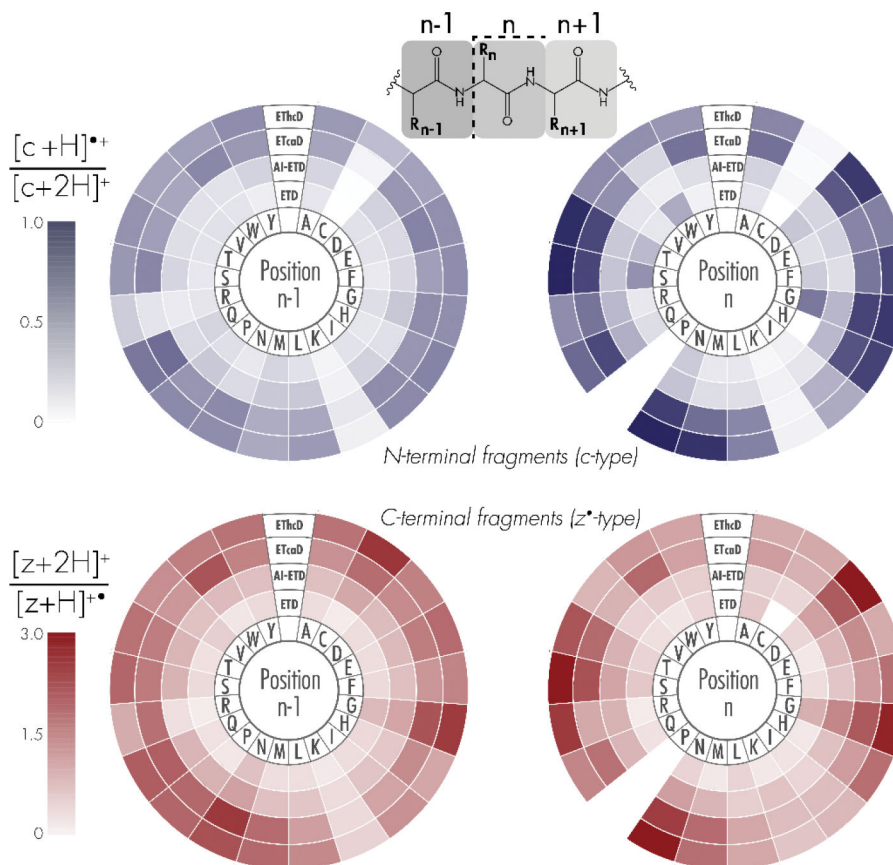 n-1 n n+1
O Rn H O
N N N
H O Rn+1 H
Rn-1
[c+H]•+
[c+2H]+
1.0
0.5
0
EThcD
ETcaD
AI-ETD
ETD
A C D E F G H I K L M N P Q R S T V W Y
Position
n-1
EThcD
ETcaD
AI-ETD
ETD
A C D E F G H I K L M N P Q R S T V W Y
Position
n
N-terminal fragments (c-type)
C-terminal fragments (z•-type)
[z+2H]+
[z+H]+•
3.0
1.5
0
EThcD
ETcaD
AI-ETD
ETD
A C D E F G H I K L M N P Q R S T V W Y
Position
n-1
EThcD
ETcaD
AI-ETD
ETD
A C D E F G H I K L M N P Q R S T V W Y
Position
n